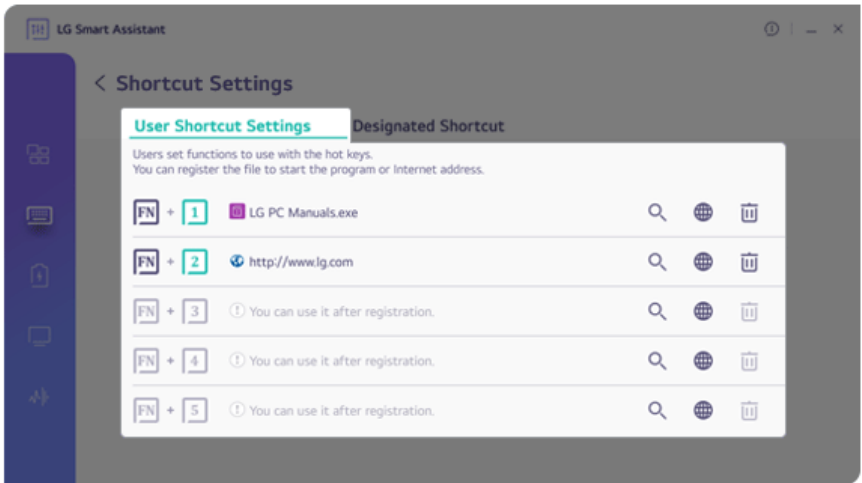 LG Smart Assistant
Shortcut Settings
User Shortcut Settings
Designated Shortcut
Users set functions to use with the hot keys.
You can register the file to start the program or Internet address.
FN + 1 LG PC Manuals.exe
FN + 2 http://www.lg.com
FN + 3 You can use it after registration.
FN + 4 You can use it after registration.
FN + 5 You can use it after registration.